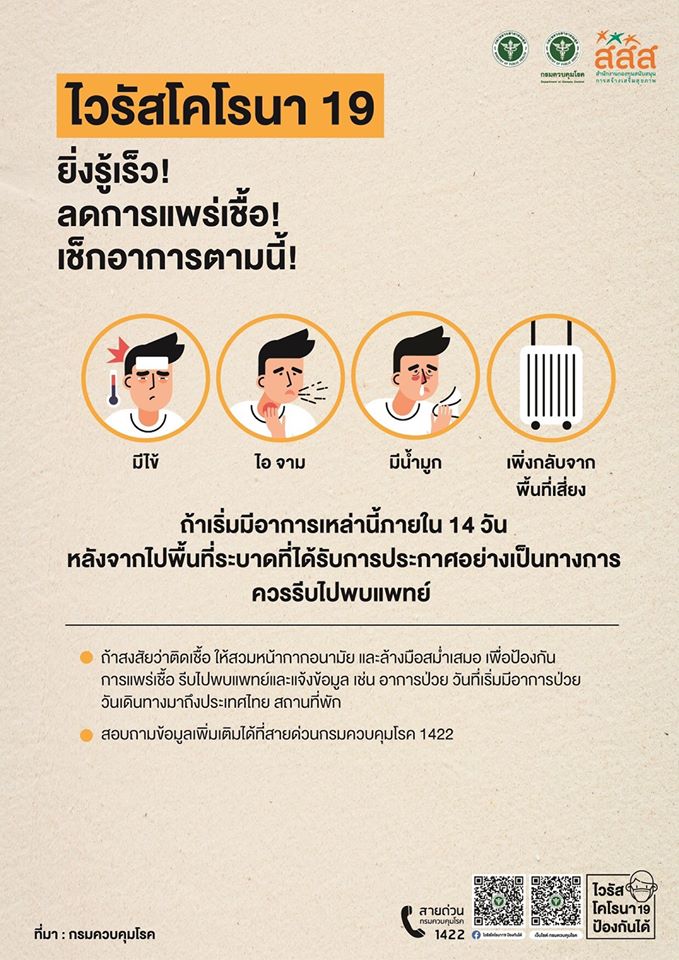 กรมควบคุมโรค
Department of Disease Control
สสส
สำนักงานกองทุนสนับสนุน
การสร้างเสริมสุขภาพ
ไวรัสโคโรนา 19
ยิ่งรู้เร็ว!
ลดการแพร่เชื้อ!
เช็กอาการตามนี้!
มีไข้
ไอ จาม
มีน้ำมูก
เพิ่งกลับจาก
พื้นที่เสี่ยง
ถ้าเริ่มมีอาการเหล่านี้ภายใน 14 วัน
หลังจากไปพื้นที่ระบาดที่ได้รับการประกาศอย่างเป็นทางการ
ควรรีบไปพบแพทย์
ถ้าสงสัยว่าติดเชื้อ ให้สวมหน้ากากอนามัย และล้างมือสม่ำเสมอ เพื่อป้องกัน
การแพร่เชื้อ รีบไปพบแพทย์และแจ้งข้อมูล เช่น อาการป่วย วันที่เริ่มมีอาการป่วย
วันเดินทางมาถึงประเทศไทย สถานที่พัก
สอบถามข้อมูลเพิ่มเติมได้ที่สายด่วนกรมควบคุมโรค 1422
ที่มา : กรมควบคุมโรค
สายด่วน
กรมควบคุมโรค
1422
ไวรัสโคโรนา19 ป้องกันได้
เว็บไซต์ กรมควบคุมโรค
ไวรัส
โคโรนา 19
ป้องกันได้